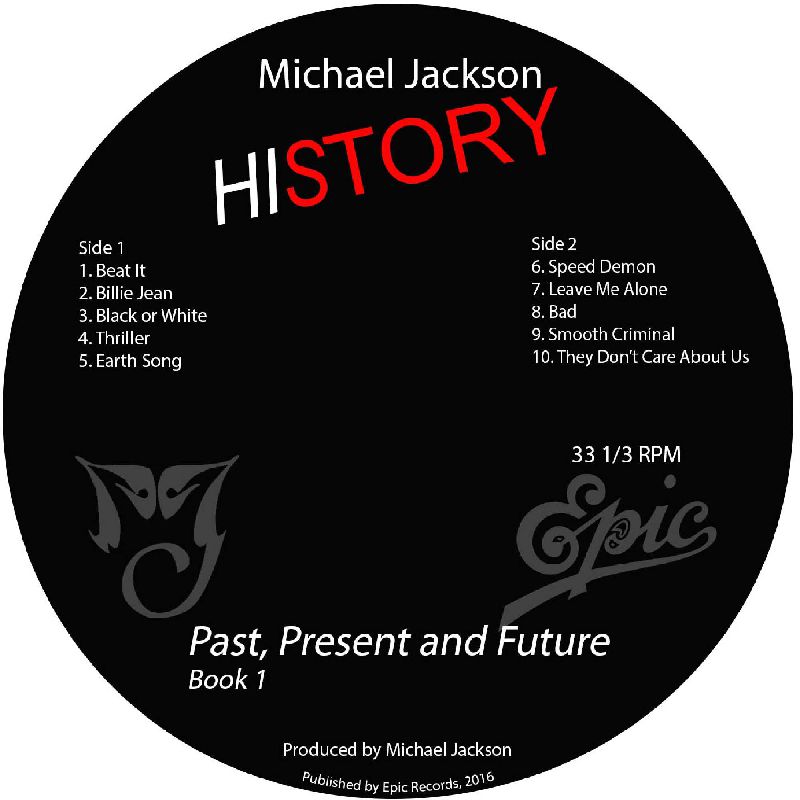 Michael Jackson
HISTORY
Side 1
1. Beat It
2. Billie Jean
3. Black or White
4. Thriller
5. Earth Song
Side 2
6. Speed Demon
7. Leave Me Alone
8. Bad
9. Smooth Criminal
10. They Don't Care About Us
33 1/3 RPM
MJ
Epic
Past, Present and Future
Book 1
Produced by Michael Jackson
Published by Epic Records, 2016